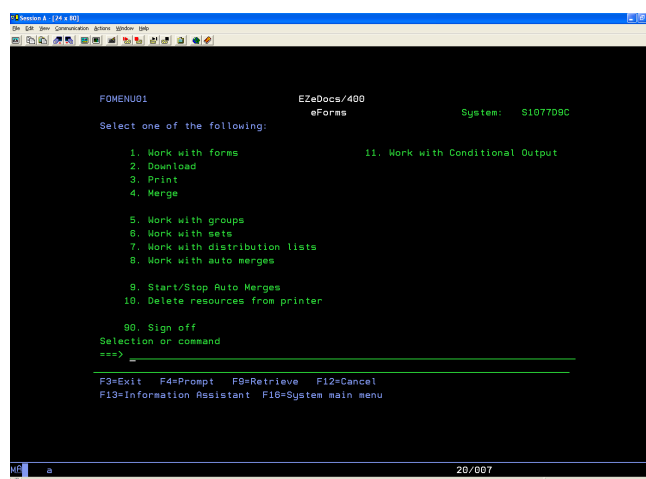 Session A - [24 x 80]
File Edit View Communication Actions Window Help
FOMENU01 EZeDocs/400
eForms System: S1077D9C
Select one of the following:
1. Work with forms 11. Work with Conditional Output
2. Download
3. Print
4. Merge
5. Work with groups
6. Work with sets
7. Work with distribution lists
8. Work with auto merges
9. Start/Stop Auto Merges
10. Delete resources from printer
90. Sign off
Selection or command
===>
F3=Exit F4=Prompt F9=Retrieve F12=Cancel
F13=Information Assistant F16=System main menu
a 20/007